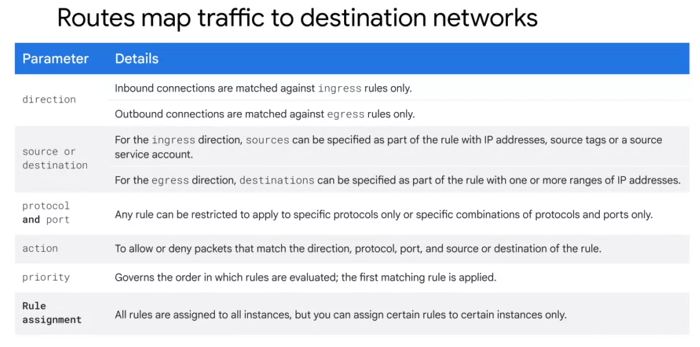 Routes map traffic to destination networks
Parameter Details
direction
Inbound connections are matched against ingress rules only.
Outbound connections are matched against egress rules only.
source or
destination
For the ingress direction, sources can be specified as part of the rule with IP addresses, source tags or a source
service account.
For the egress direction, destinations can be specified as part of the rule with one or more ranges of IP addresses.
protocol
and port
Any rule can be restricted to apply to specific protocols only or specific combinations of protocols and ports only.
action
To allow or deny packets that match the direction, protocol, port, and source or destination of the rule.
priority
Governs the order in which rules are evaluated; the first matching rule is applied.
Rule
assignment
All rules are assigned to all instances, but you can assign certain rules to certain instances only.